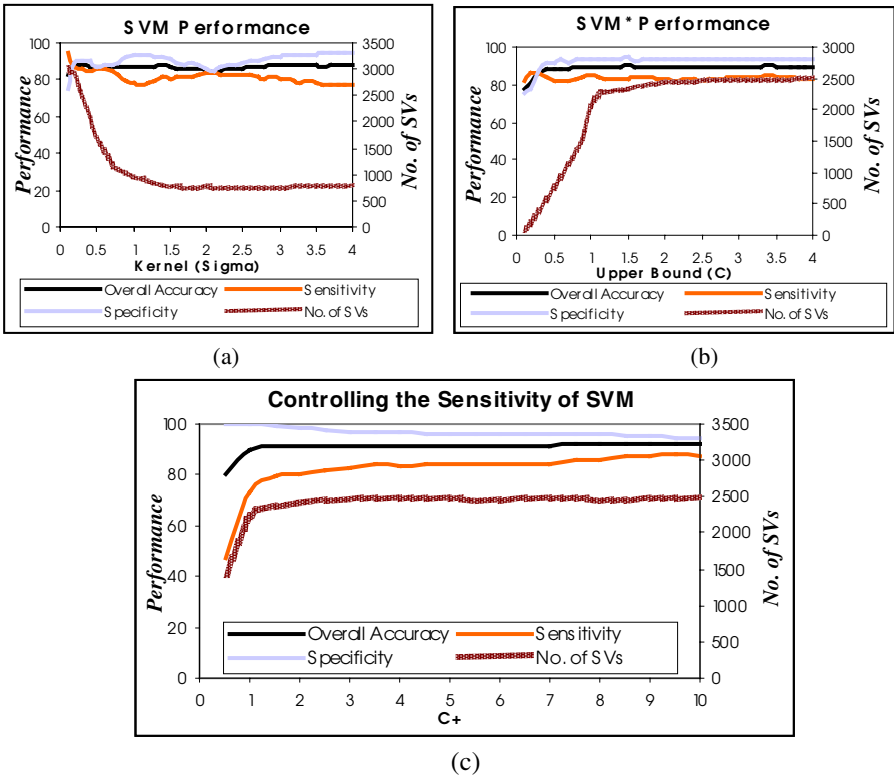 SVM Performance
100
80
60
40
20
0
Performance
3500
3000
2500
2000
1500
1000
500
0
No. of SVs
0 0.5 1 1.5 2 2.5 3 3.5 4
Kernel (Sigma)
Overall Accuracy Sensitivity
Specificity No. of SVs
(a)
SVM* Performance
100
80
60
40
20
0
Performance
3000
2500
2000
1500
1000
500
0
No. of SVs
0 0.5 1 1.5 2 2.5 3 3.5 4
Upper Bound (C)
Overall Accuracy Sensitivity
Specificity No. of SVs
(b)
Controlling the Sensitivity of SVM
100
80
60
40
20
0
Performance
3500
3000
2500
2000
1500
1000
500
0
No. of SVs
0 1 2 3 4 5 6 7 8 9 10
C+
Overall Accuracy Sensitivity
Specificity No. of SVs
(c)